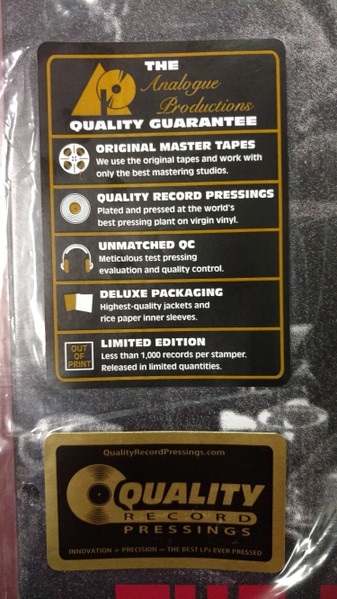 THE
Analogue
Productions
QUALITY GUARANTEE
ORIGINAL MASTER TAPES
We use the original tapes and work with
only the best mastering studios.
QUALITY RECORD PRESSINGS
Plated and pressed at the world's
best pressing plant on virgin vinyl.
UNMATCHED QC
Meticulous test pressing
evaluation and quality control.
DELUXE PACKAGING
Highest-quality jackets and
rice paper inner sleeves.
OUT
OF
PRINT
LIMITED EDITION
Less than 1,000 records per stamper.
Released in limited quantities.
QualityRecordPressings.com
QUALITY
RECORD
PRESSINGS
INNOVATION + PRECISION = THE BEST LPs EVER PRESSED